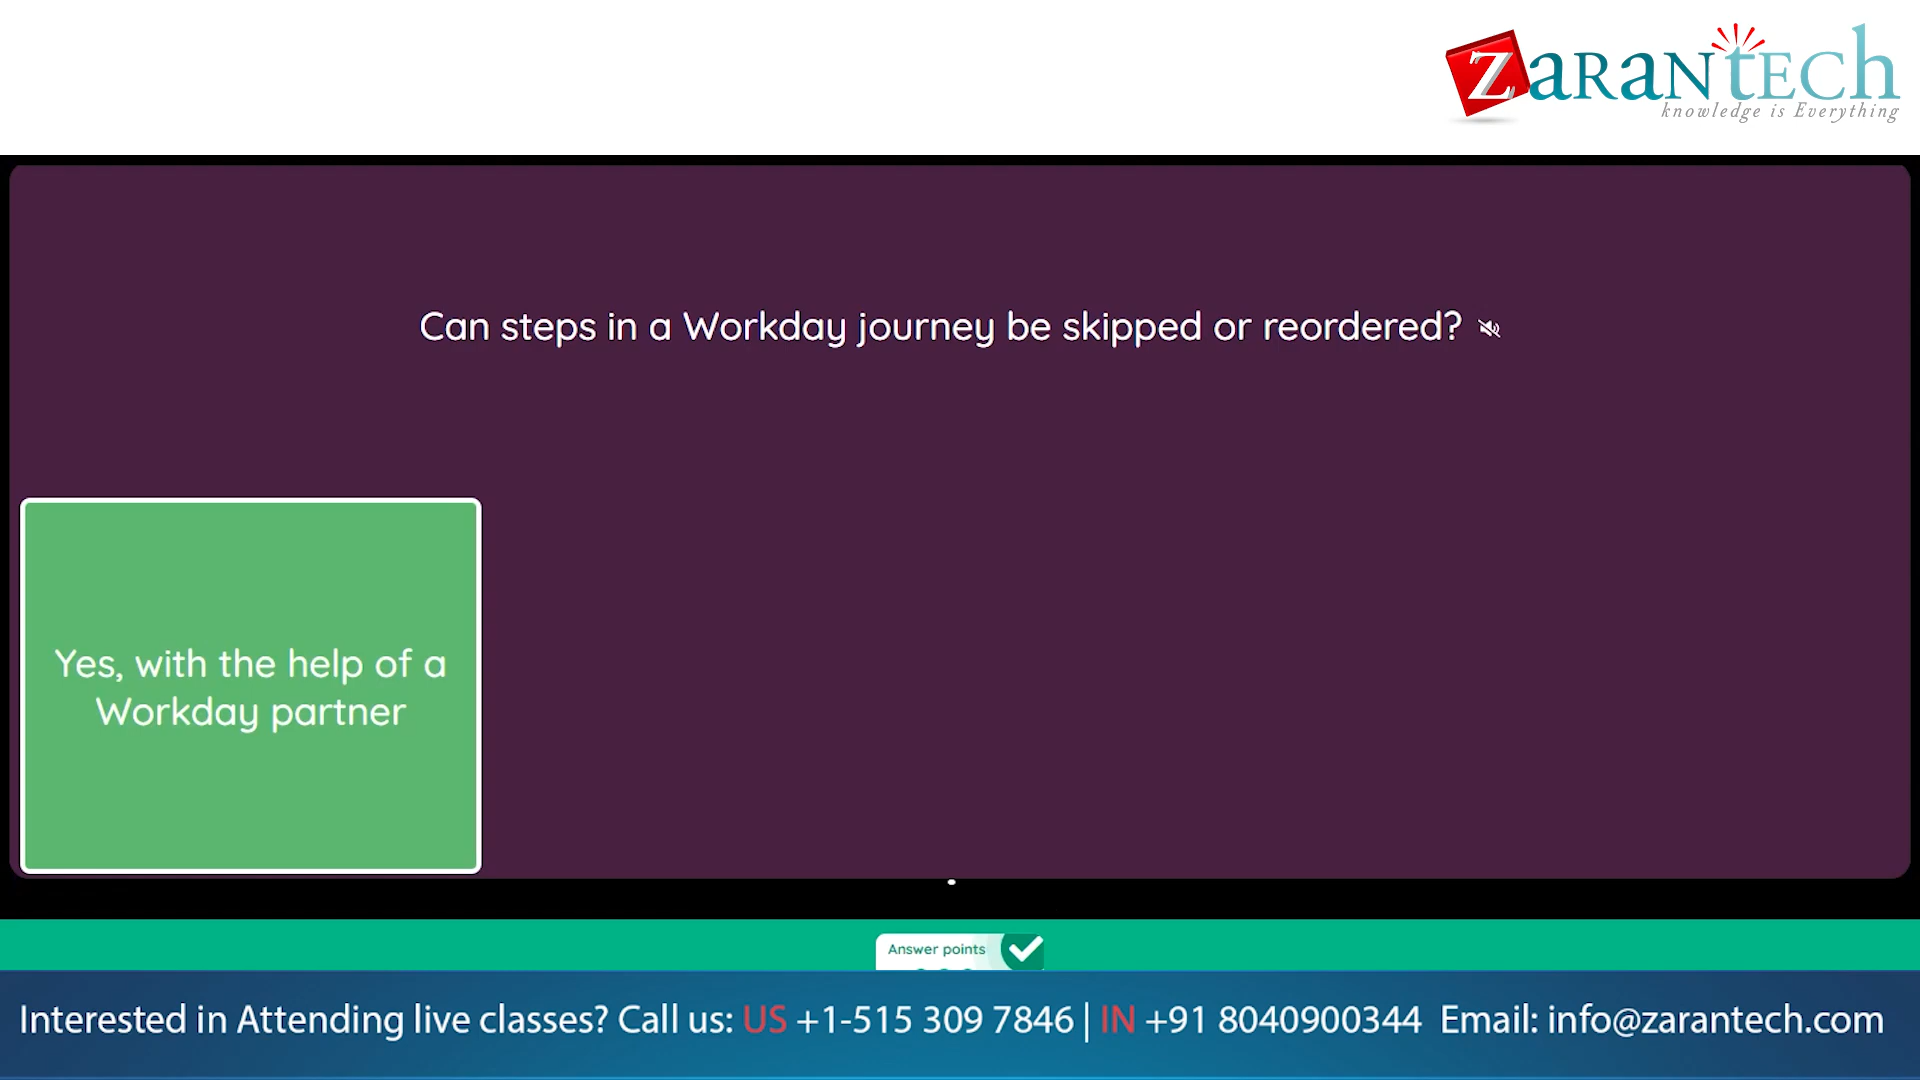 ZaranTech
knowledge is Everything
Can steps in a Workday journey be skipped or reordered?
Yes, with the help of a
Workday partner
Answer points
Interested in Attending live classes? Call us: US +1-515 309 7846 | IN +91 8040900344 Email: info@zarantech.com